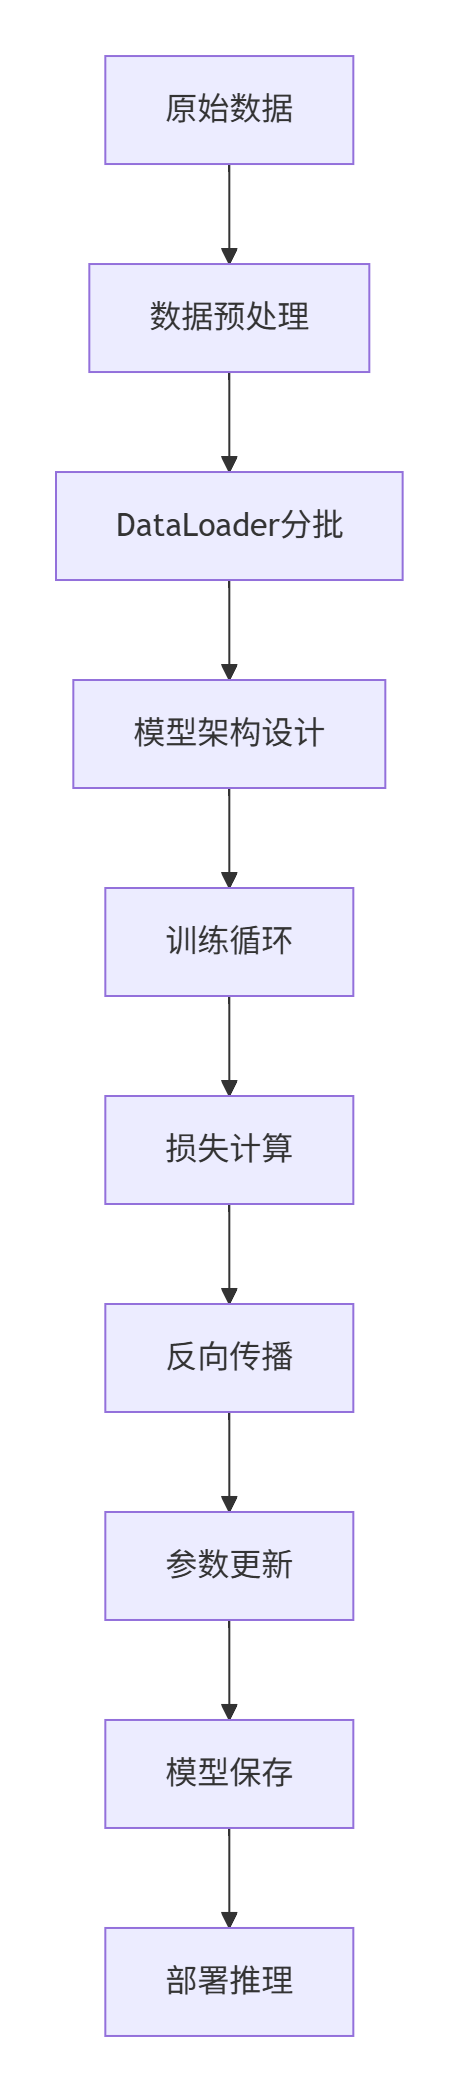 原始数据
数据预处理
DataLoader分批
模型架构设计
训练循环
损失计算
反向传播
参数更新
模型保存
部署推理